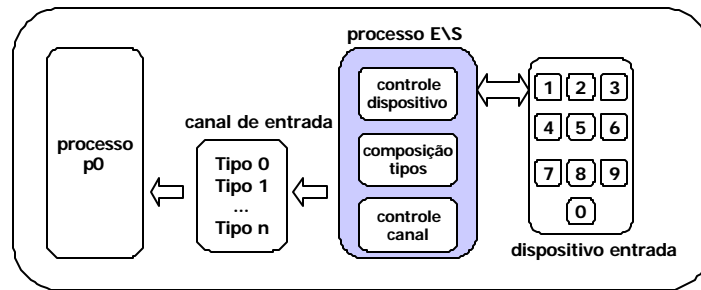 processo
p0
canal de entrada
Tipo 0
Tipo 1
...
Tipo n
processo E\S
controle
dispositivo
composição
tipos
controle
canal
1 2 3
4 5 6
7 8 9
0
dispositivo entrada